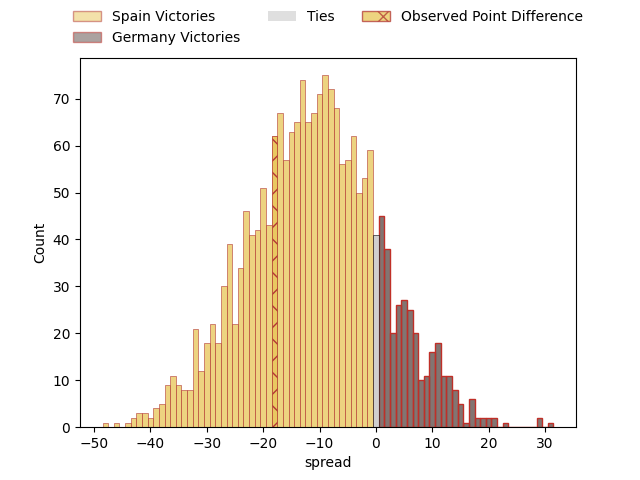 Spain Victories
Germany Victories
Ties
Observed Point Difference
Count
70
60
50
40
30
20
10
0
−50
−40
−30
−20
−10
0
10
20
30
spread